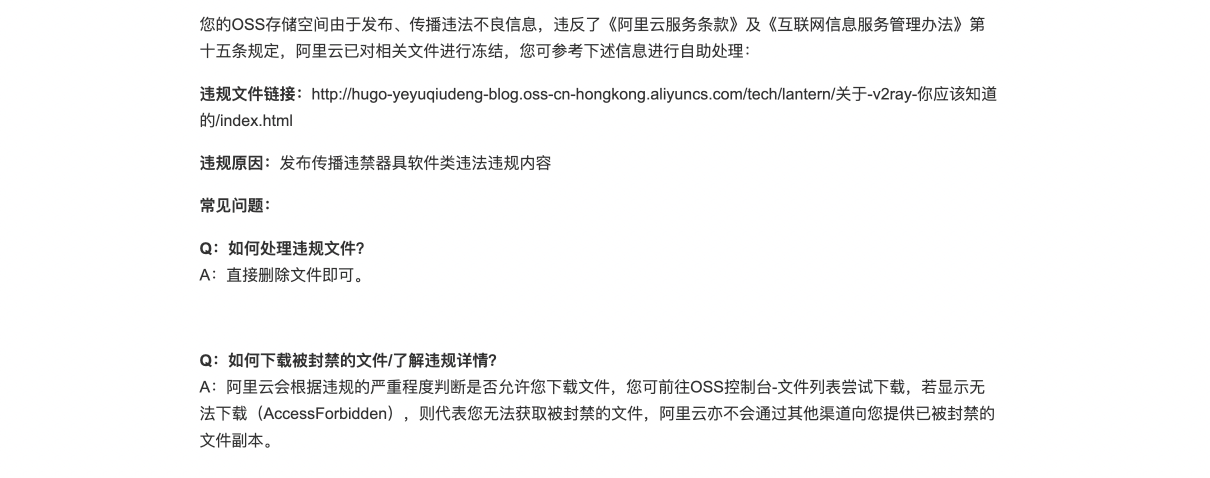 您的OSS存储空间由于发布、传播违法不良信息，违反了《阿里云服务条款》及《互联网信息服务管理办法》第
十五条规定，阿里云已对相关文件进行冻结，您可参考下述信息进行自助处理：
违规文件链接：http://hugo-yeyuqiudeng-blog.oss-cn-hongkong.aliyuncs.com/tech/lantern/关于-v2ray-你应该知道
的/index.html
违规原因：发布传播违禁器具软件类违法违规内容
常见问题：
Q：如何处理违规文件?
A：直接删除文件即可。
Q：如何下载被封禁的文件/了解违规详情?
A：阿里云会根据违规的严重程度判断是否允许您下载文件，您可前往OSS控制台-文件列表尝试下载，若显示无
法下载（AccessForbidden），则代表您无法获取被封禁的文件，阿里云亦不会通过其他渠道向您提供已被封禁的
文件副本。